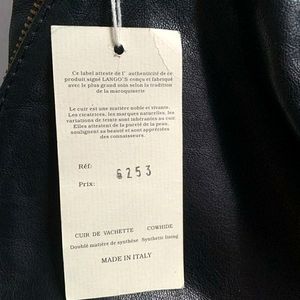 Ce label atteste de l' authenticité de ce
produit signé LANGO'S conçu et fabriqué
avec le plus grand soin selon la tradition
de la maroquinerie
Le cuir est une matière noble et vivante.
Les cicatrices, les marques naturelles, les
variations de teinte sont inhérantes au cuir.
Elles attestent de la pureté de la peau,
soulignent sa beauté et sont appréciées
des connaisseurs.
Réf:
Prix: 6253
CUIR DE VACHETTE COWHIDE
Doublé matière de synthèse Synthetic lining
MADE IN ITALY